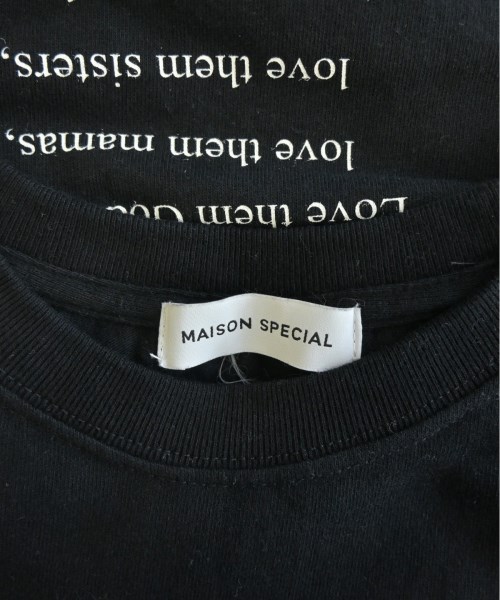 Love them
love them mamas,
love them sisters,
MAISON SPECIAL